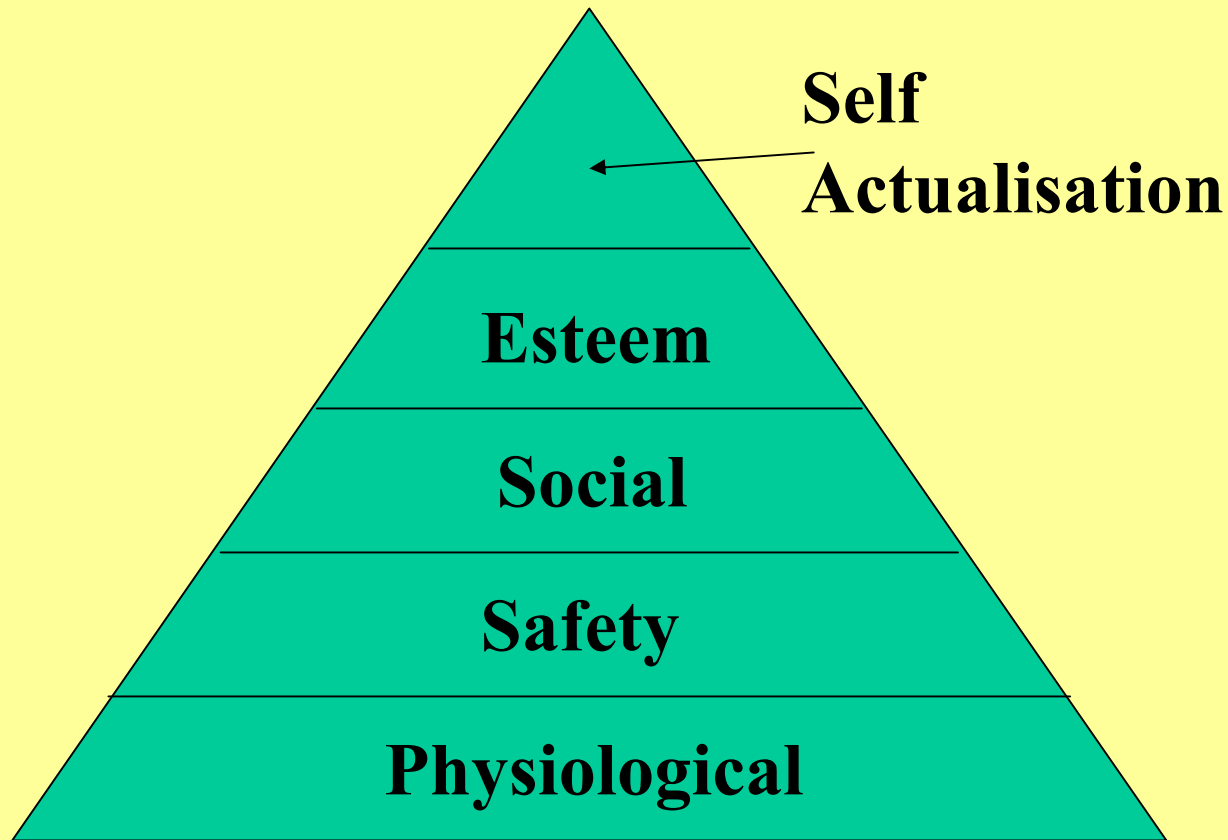 Self
Actualisation
Esteem
Social
Safety
Physiological